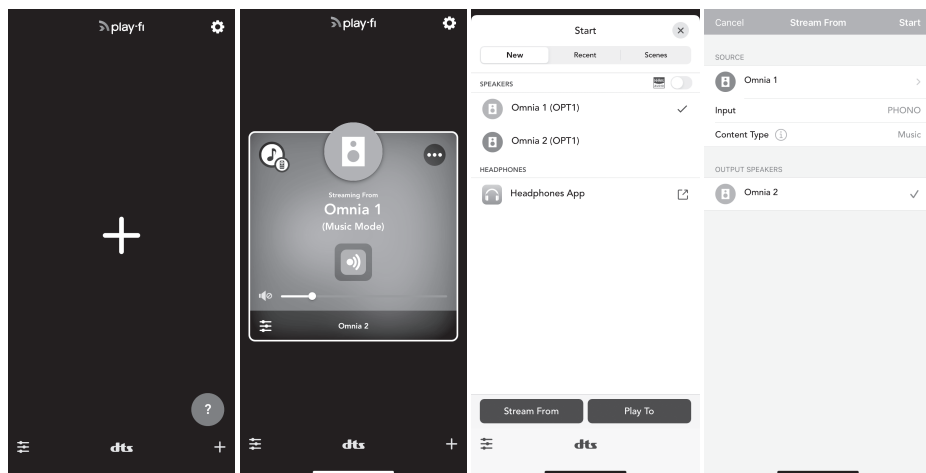 play-fi
?
dts
play-fi
Streaming From
Omnia 1
(Music Mode)
Omnia 2
dts
Start
New Recent Scenes
SPEAKERS
Omnia 1 (OPT1)
Omnia 2 (OPT1)
HEADPHONES
Headphones App
Stream From Play To
dts
Cancel Stream From Start
SOURCE
Omnia 1
Input PHONO
Content Type i Music
OUTPUT SPEAKERS
Omnia 2